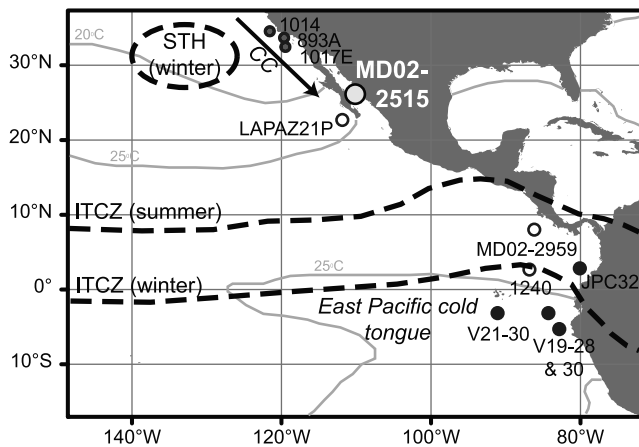 1014
20°C
STH
893A
(winter)
CC
1017E
30°N
MD02-
2515
LAPAZ21P
20°N
25°C
ITCZ (summer)
10°N
MD02-2959
ITCZ (winter)
25°C
JPC32
0°
1240
East Pacific cold
tongue
V21-30
V19-28
& 30
10°S
140°W
120°W
100°W
80°W